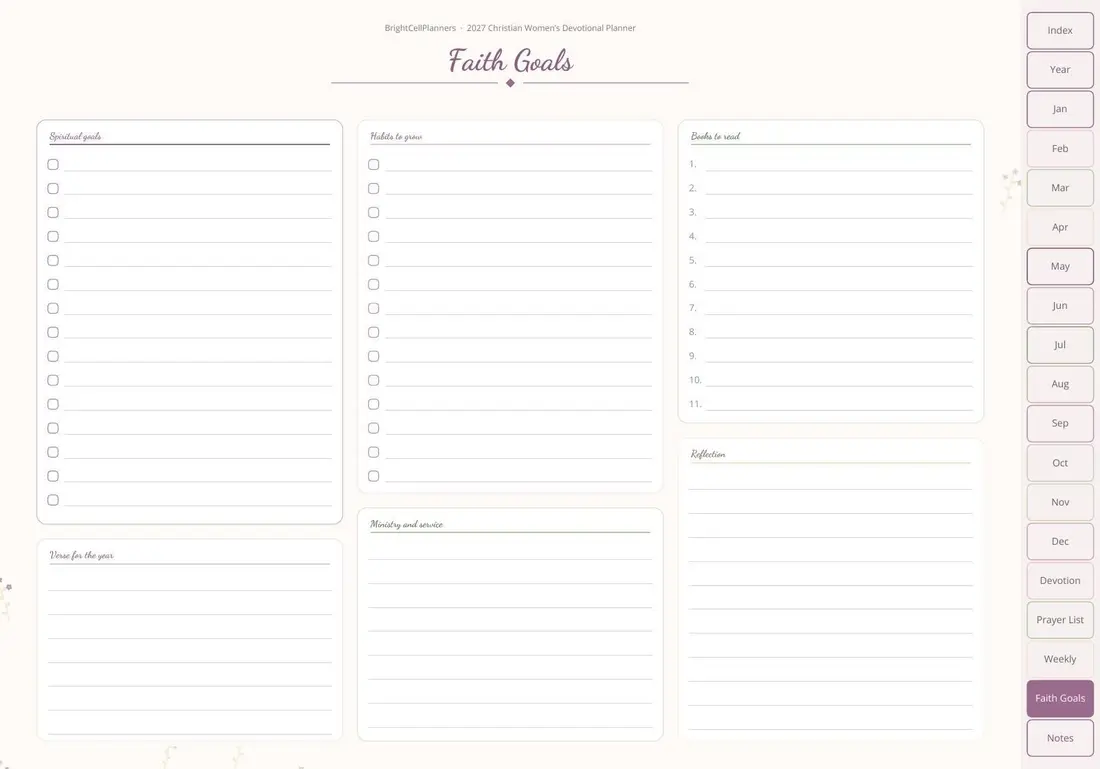 BrightCellPlanners · 2027 Christian Women's Devotional Planner
Faith Goals
Spiritual goals
Habits to grow
Books to read
1.
2.
3.
4.
5.
6.
7.
8.
9.
10.
11.
Reflection
Ministry and service
Verse for the year
Index
Year
Jan
Feb
Mar
Apr
May
Jun
Jul
Aug
Sep
Oct
Nov
Dec
Devotion
Prayer List
Weekly
Faith Goals
Notes